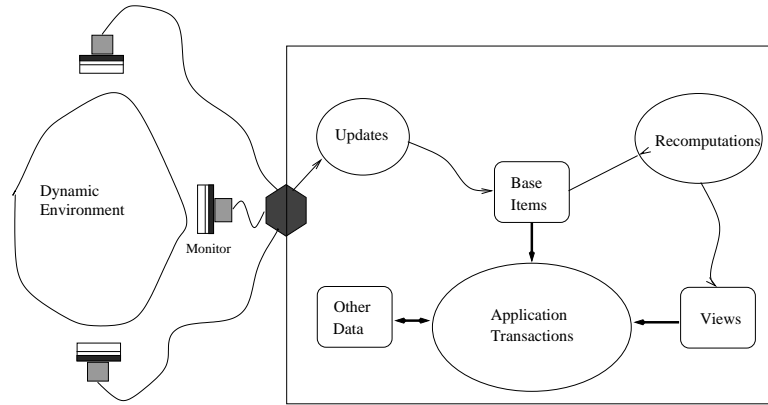 Dynamic
Environment
Monitor
Updates
Base
Items
Recomputations
Other
Data
Application
Transactions
Views